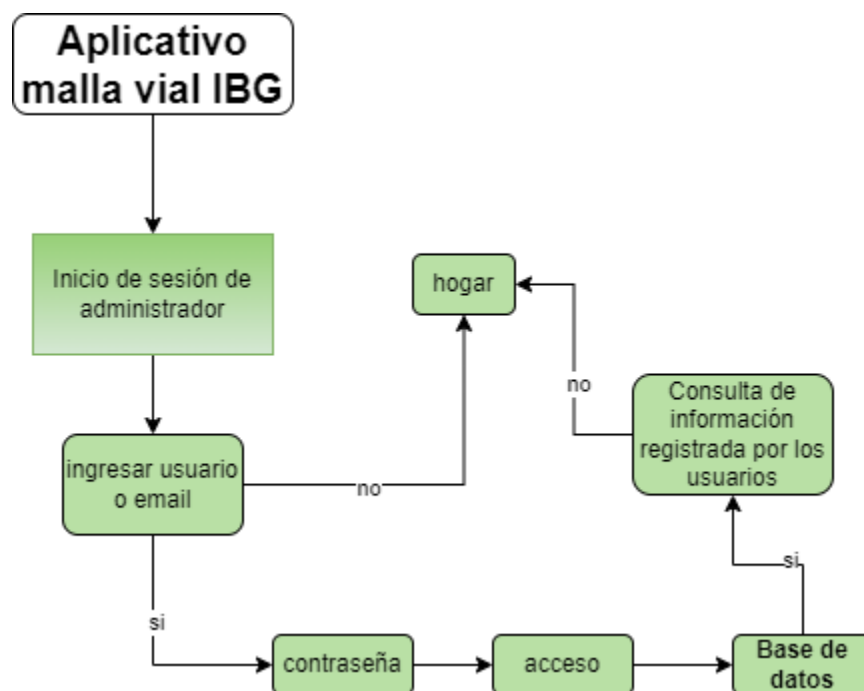 Aplicativo
malla vial IBG
Inicio de sesión de
administrador
hogar
no
Consulta de
información
registrada por los
usuarios
ingresar usuario
o email
no
si
si
contraseña
acceso
Base de
datos